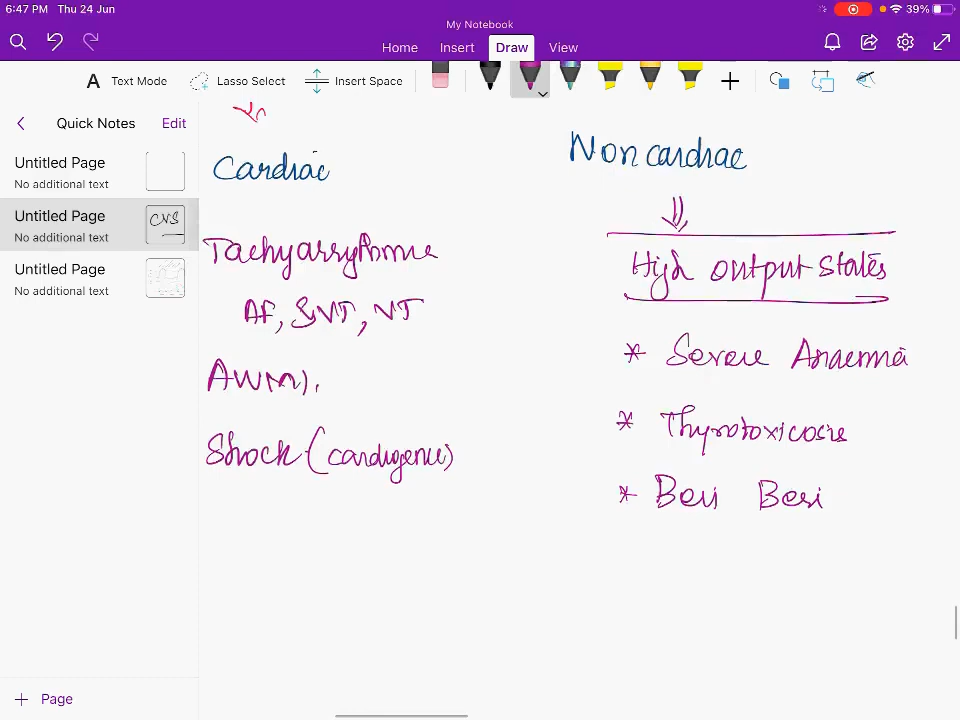 6:47 PM Thu 24 Jun
39%
My Notebook
Home Insert Draw View
Text Mode Lasso Select Insert Space
Quick Notes Edit
Untitled Page
No additional text
Untitled Page
No additional text
CNS
Untitled Page
No additional text
Page
Cardiac
Tachyarrythmie
AF, SVT, VT
AWMI,
Shock (cardiogenic)
Non cardiac
High output states
* Severe Anaemia
* Thyrotoxicosis
* Beri Beri